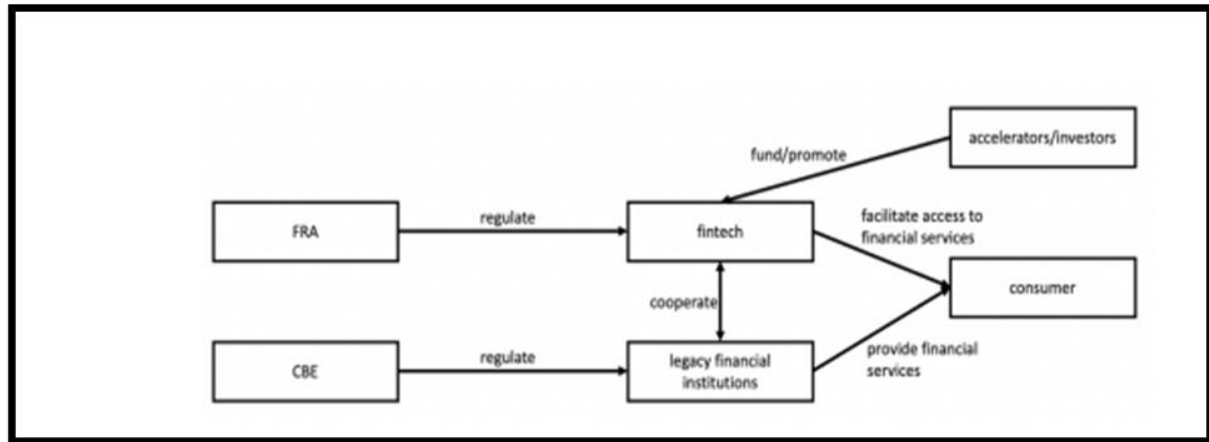 accelerators/investors
fund/promote
FRA
regulate
fintech
facilitate access to
financial services
cooperate
consumer
CBE
regulate
legacy financial
institutions
provide financial
services